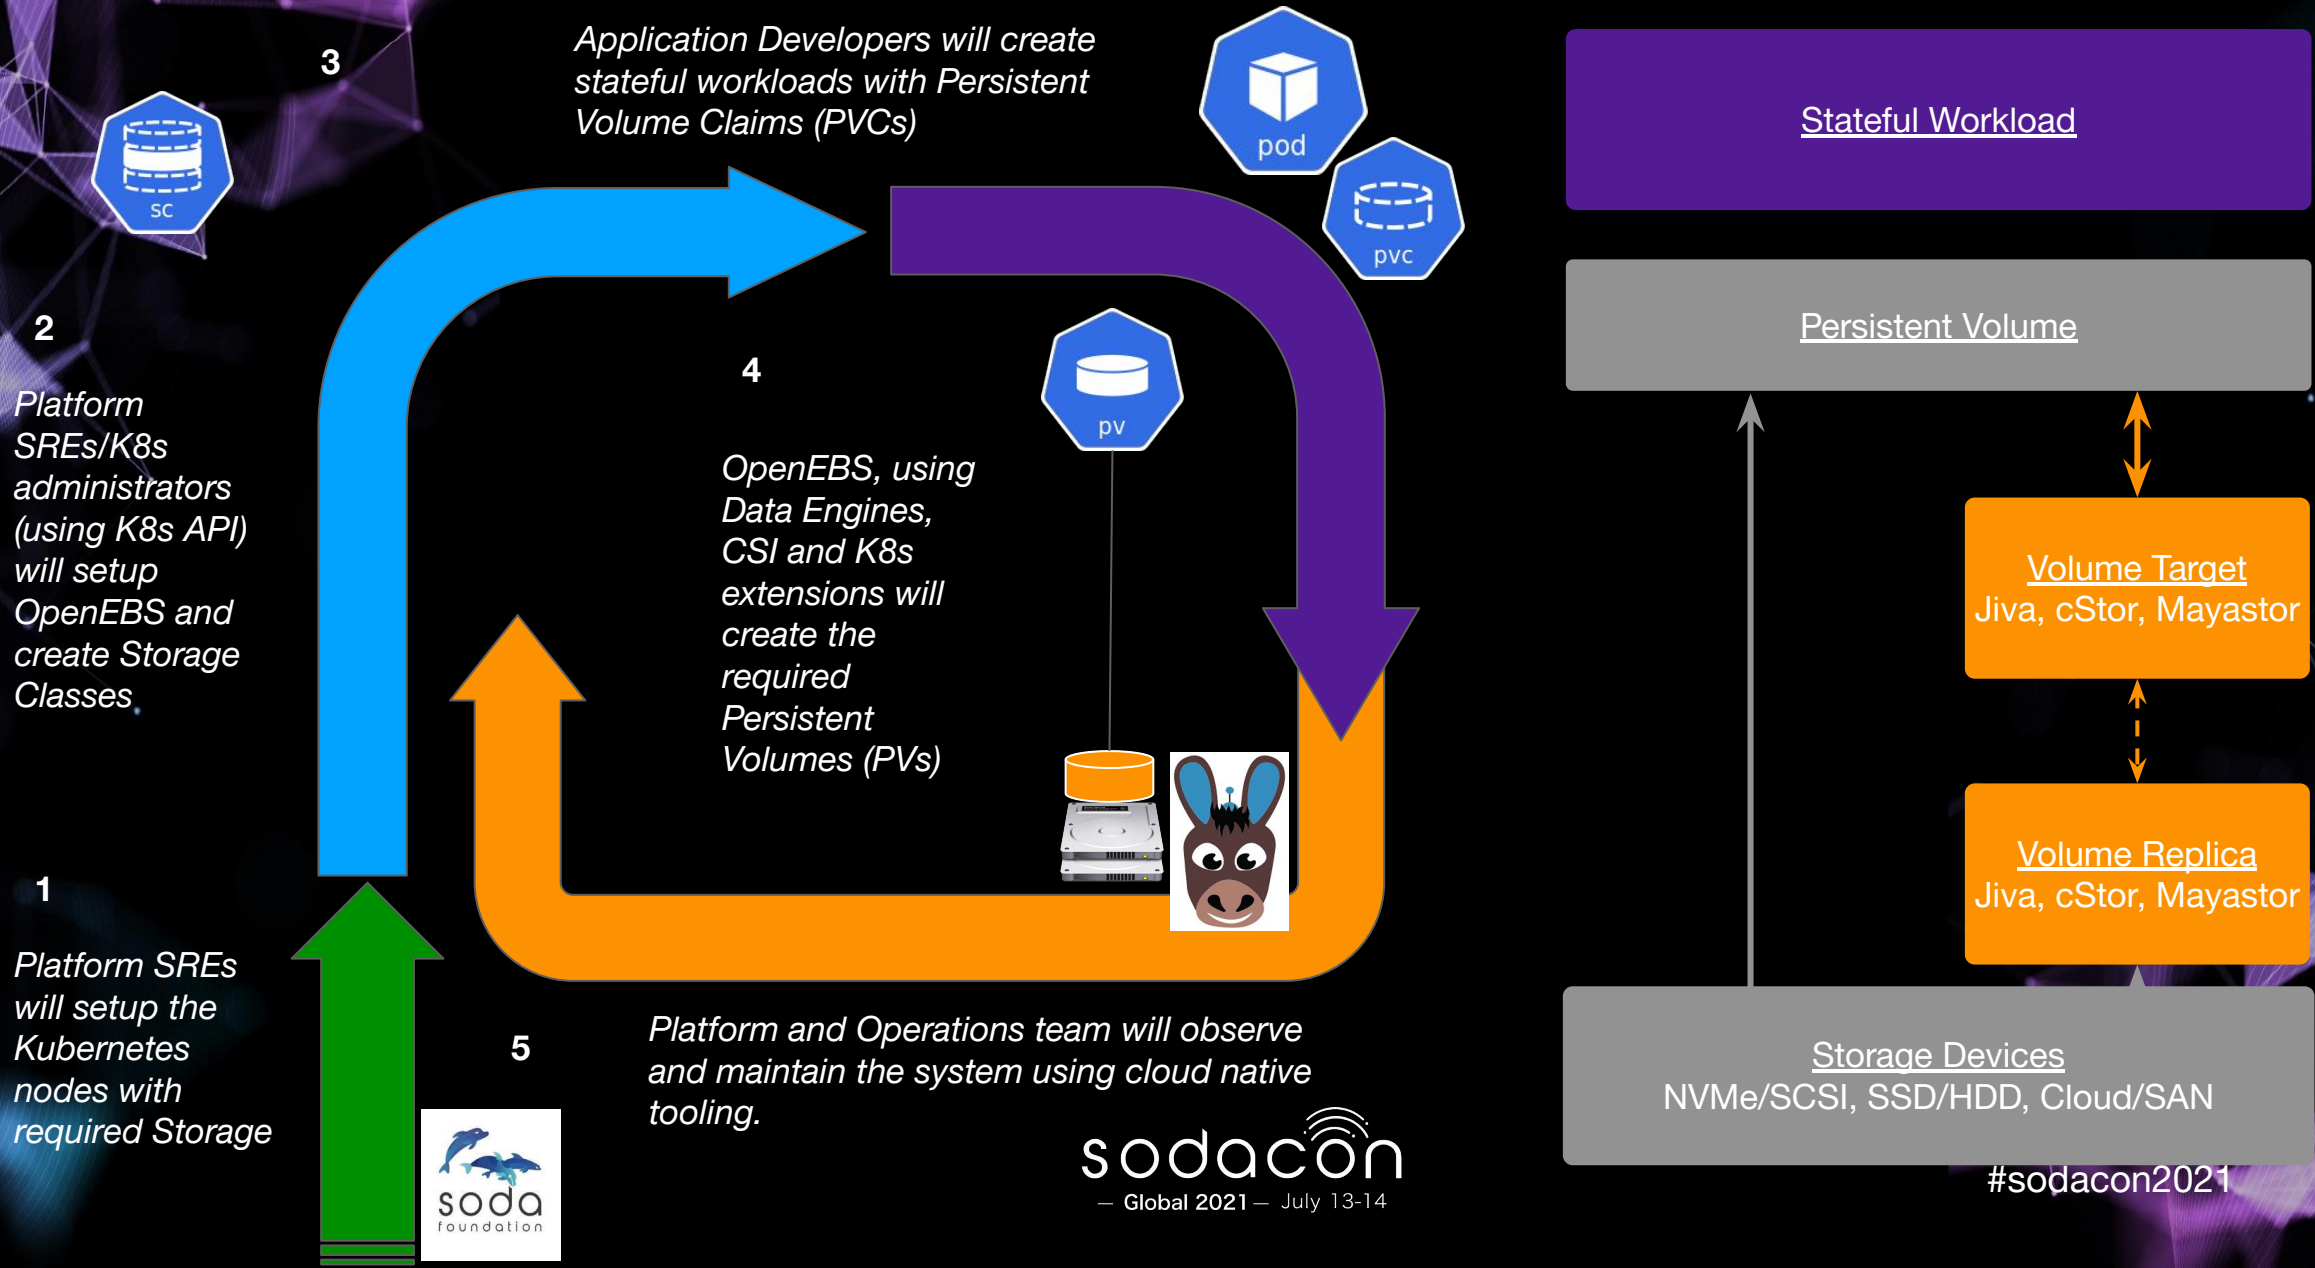 3
Application Developers will create
stateful workloads with Persistent
Volume Claims (PVCs)
pod
pvc
sc
2
Platform
SREs/K8s
administrators
(using K8s API)
will setup
OpenEBS and
create Storage
Classes.
4
OpenEBS, using
Data Engines,
CSI and K8s
extensions will
create the
required
Persistent
Volumes (PVs)
pv
1
Platform SREs
will setup the
Kubernetes
nodes with
required Storage
5
Platform and Operations team will observe
and maintain the system using cloud native
tooling.
soda
foundation
sodacon
— Global 2021 — July 13-14
Stateful Workload
Persistent Volume
Volume Target
Jiva, cStor, Mayastor
Volume Replica
Jiva, cStor, Mayastor
Storage Devices
NVMe/SCSI, SSD/HDD, Cloud/SAN
#sodacon2021